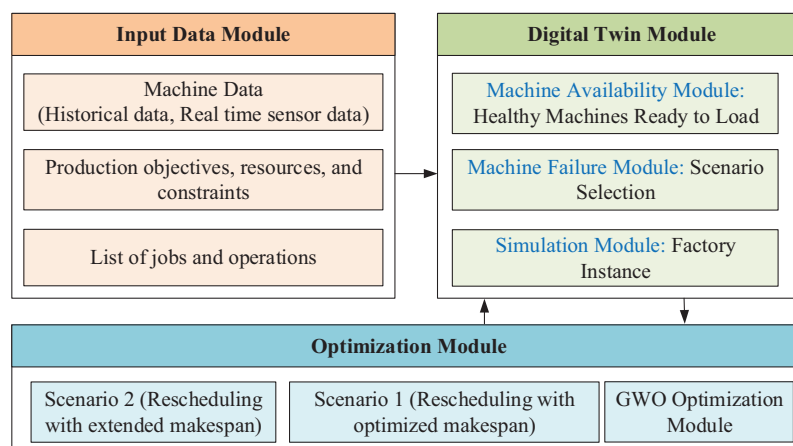 Input Data Module
Machine Data
(Historical data, Real time sensor data)
Production objectives, resources, and
constraints
List of jobs and operations
Digital Twin Module
Machine Availability Module:
Healthy Machines Ready to Load
Machine Failure Module: Scenario
Selection
Simulation Module: Factory
Instance
Optimization Module
Scenario 2 (Rescheduling
with extended makespan)
Scenario 1 (Rescheduling with
optimized makespan)
GWO Optimization
Module